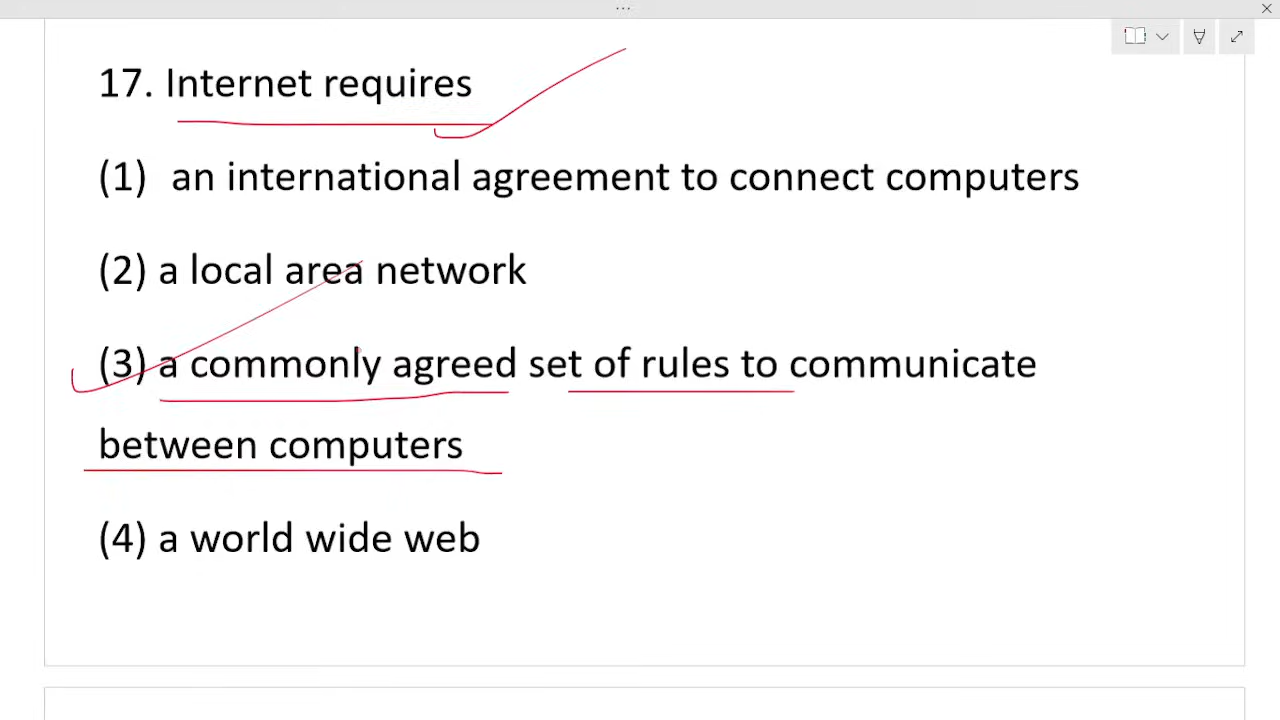 17. Internet requires
(1) an international agreement to connect computers
(2) a local area network
(3) a commonly agreed set of rules to communicate
between computers
(4) a world wide web